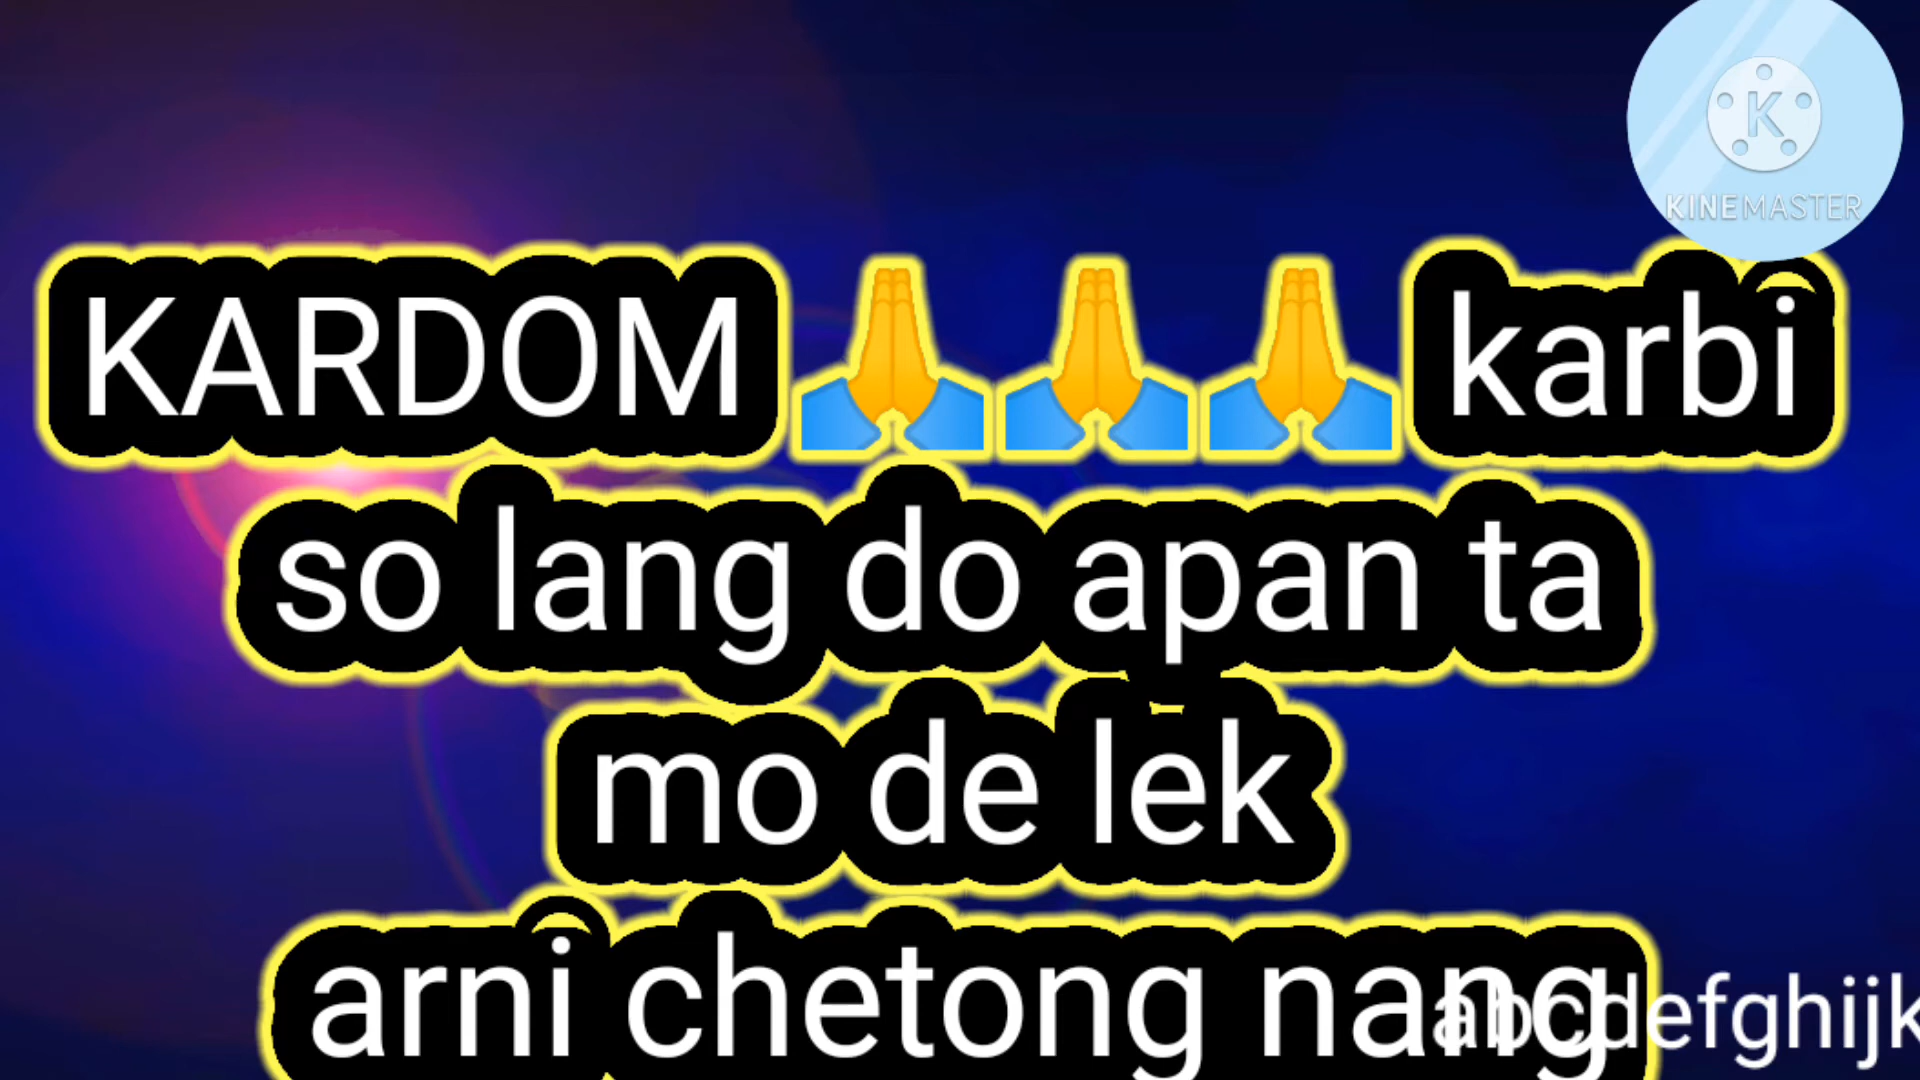 KINEMASTER
KARDOM 🙏🙏🙏 karbi
so lang do apan ta
mo de lek
arni chetong nang
abcdefghijk